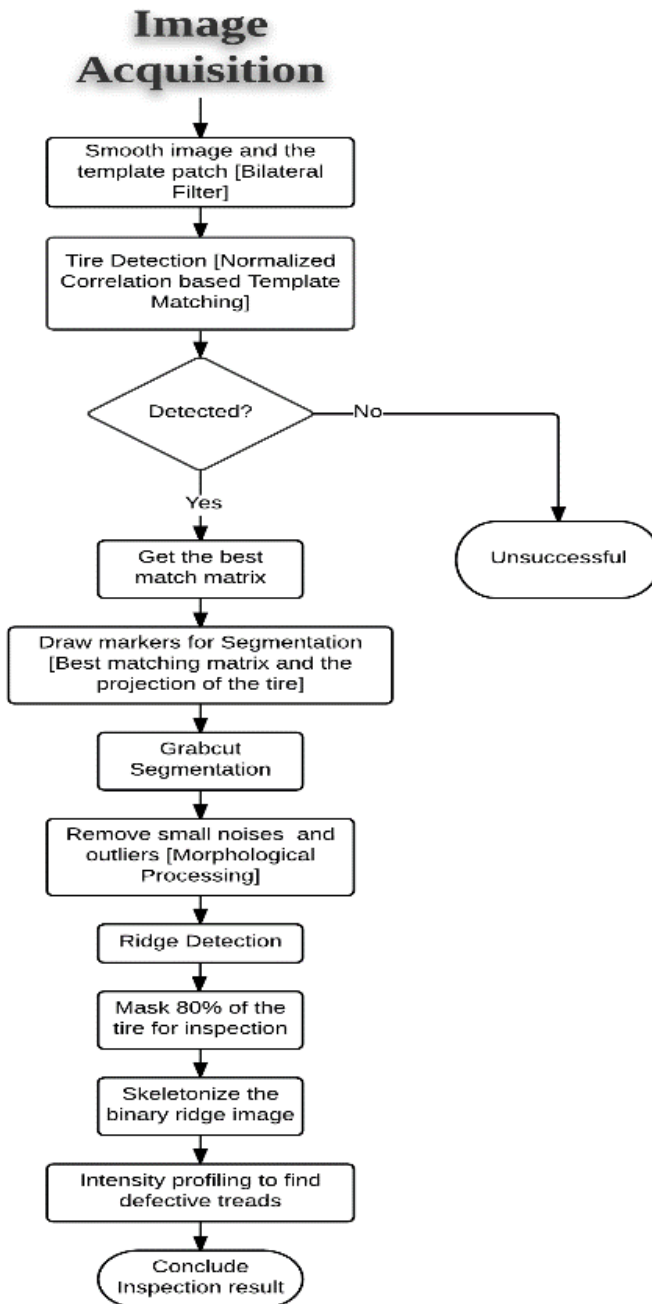 Image
Acquisition
Smooth image and the
template patch [Bilateral
Filter]
Tire Detection [Normalized
Correlation based Template
Matching]
Detected?
No
Yes
Unsuccessful
Get the best
match matrix
Draw markers for Segmentation
[Best matching matrix and the
projection of the tire]
Grabcut
Segmentation
Remove small noises and
outliers [Morphological
Processing]
Ridge Detection
Mask 80% of the
tire for inspection
Skeletonize the
binary ridge image
Intensity profiling to find
defective treads
Conclude
Inspection result